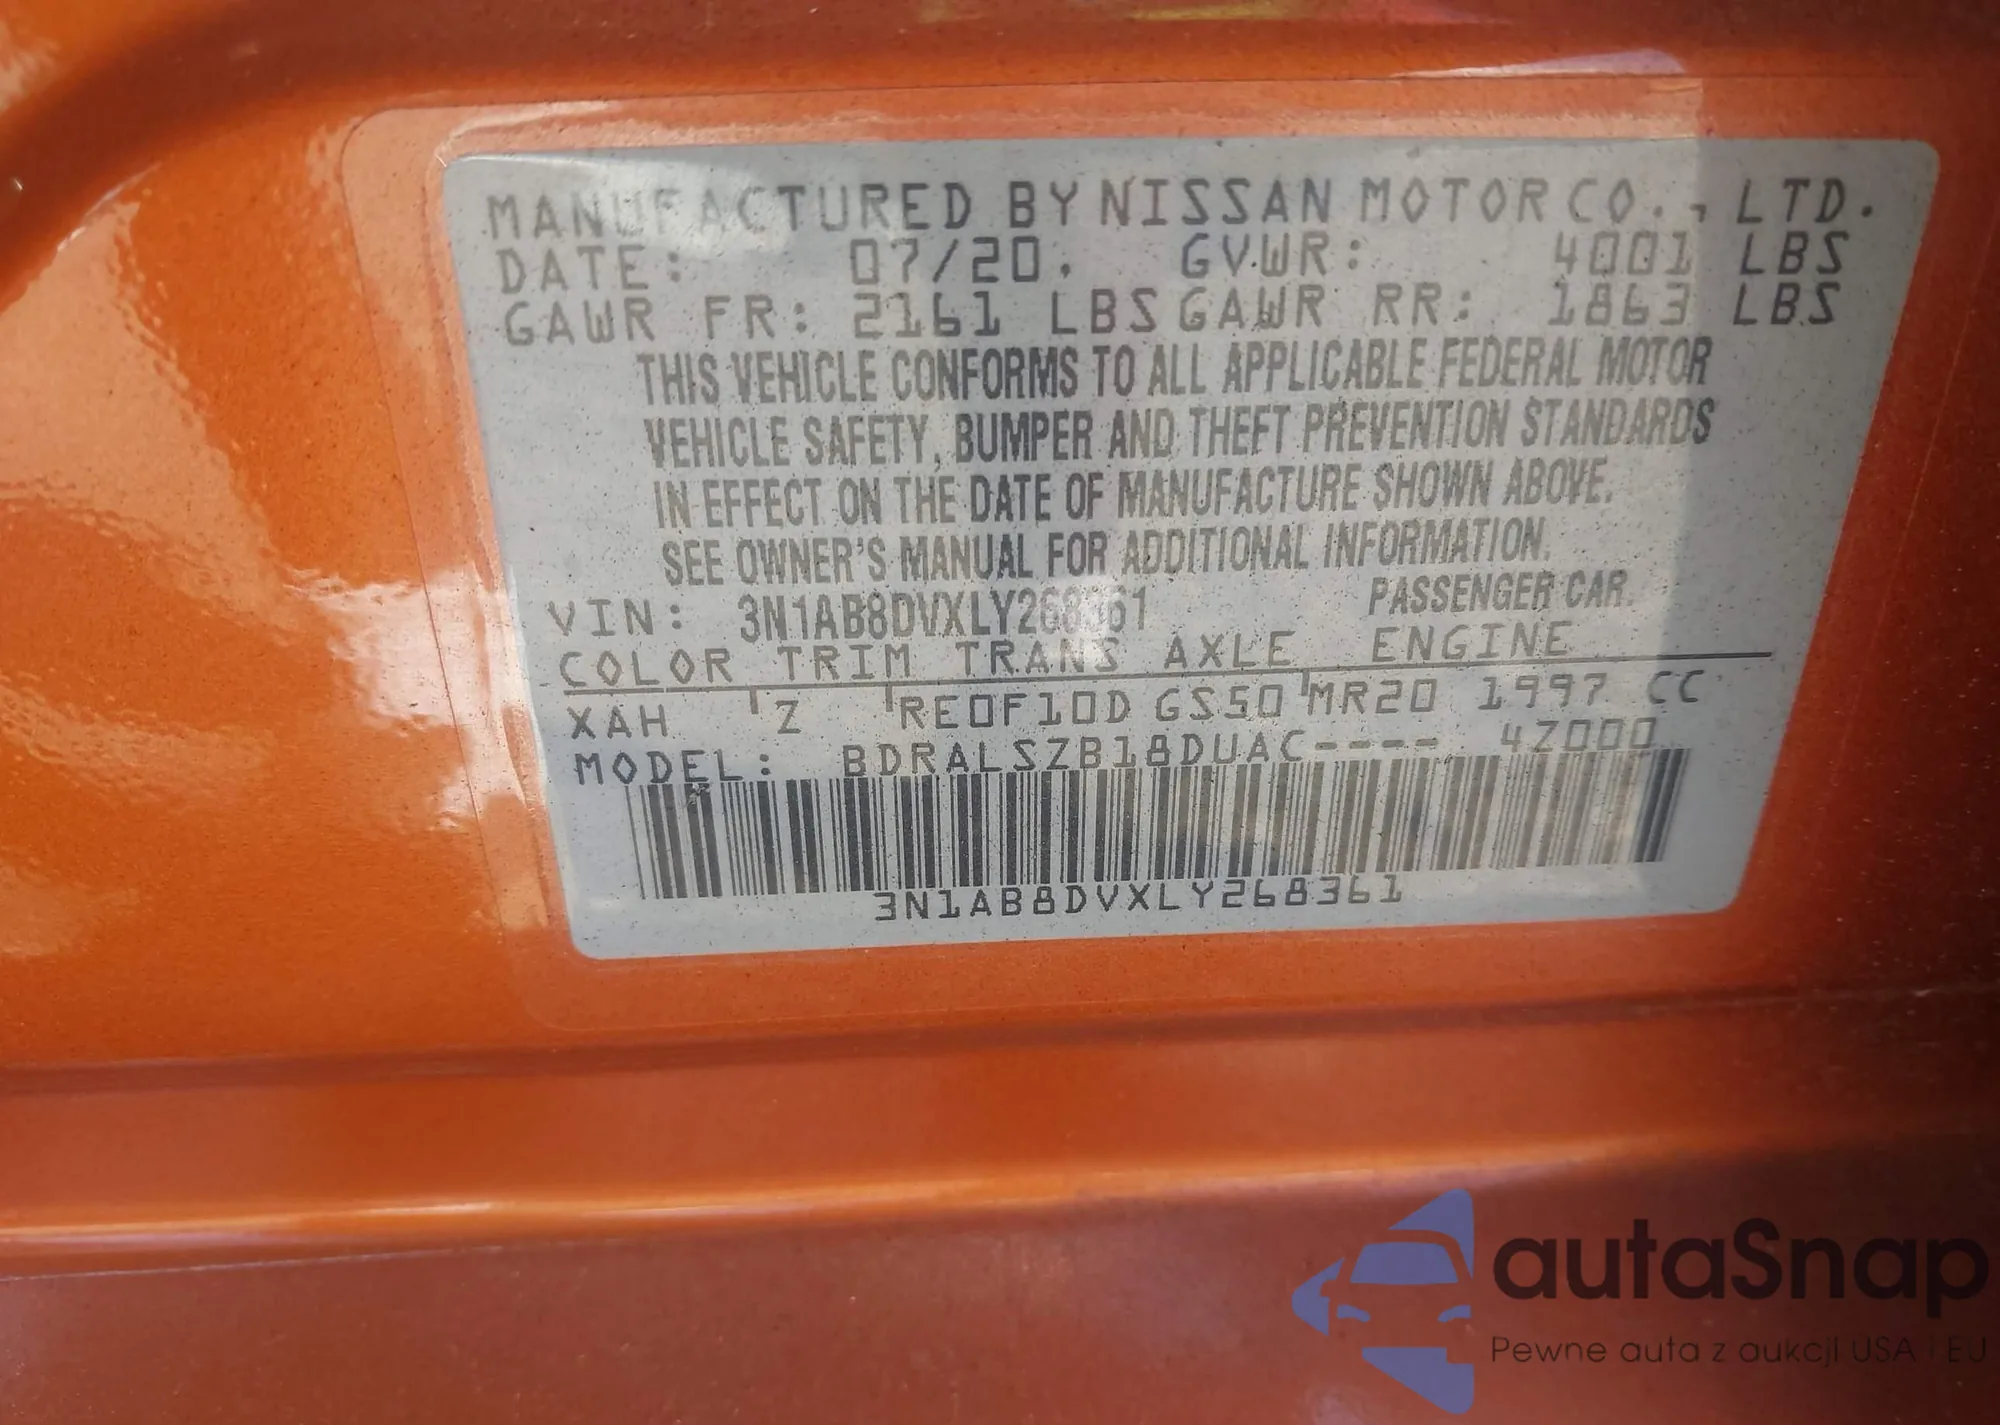 MANUFACTURED BY NISSAN MOTOR CO., LTD.
DATE: 07/20. GVWR: 4001 LBS
GAWR FR: 2161 LBS GAWR RR: 1863 LBS
THIS VEHICLE CONFORMS TO ALL APPLICABLE FEDERAL MOTOR
VEHICLE SAFETY, BUMPER AND THEFT PREVENTION STANDARDS
IN EFFECT ON THE DATE OF MANUFACTURE SHOWN ABOVE.
SEE OWNER'S MANUAL FOR ADDITIONAL INFORMATION.
VIN: 3N1AB8DVXLY268361 PASSENGER CAR.
COLOR TRIM TRANS AXLE ENGINE
XAH Z RE0F10D GS50 MR20 1997 CC
MODEL: BDRALSZB18DUAC---- 4Z000
3N1AB8DVXLY268361
autaSnap
Pewne auta z aukcji USA i EU